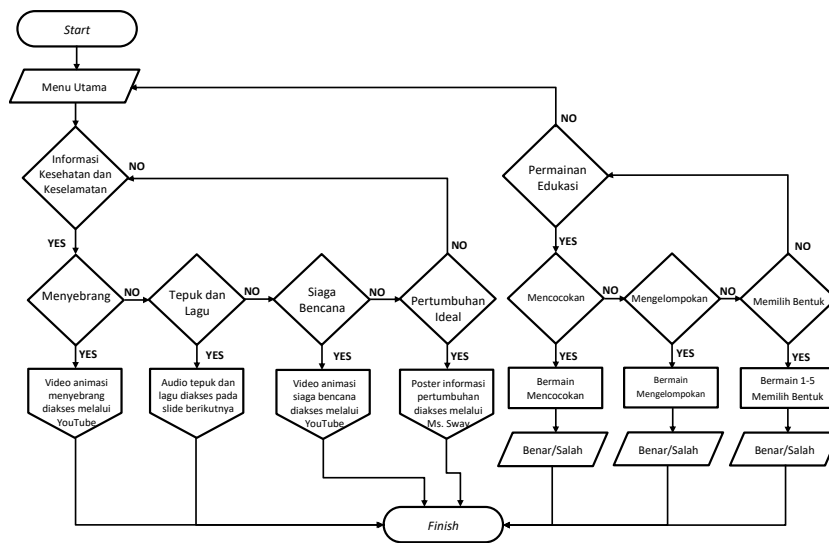 Start
Menu Utama
NO
Informasi
Kesehatan dan
Keselamatan
NO
Permainan
Edukasi
YES
NO
YES
NO
Menyebrang
NO
Tepuk dan
Lagu
NO
Siaga
Bencana
NO
Pertumbuhan
Ideal
Mencocokan
NO
Mengelompokan
NO
Memilih Bentuk
YES
YES
YES
YES
YES
YES
YES
Video animasi
menyebrang
diakses melalui
YouTube
Audio tepuk dan
lagu diakses pada
slide berikutnya
Video animasi
siaga bencana
diakses melalui
YouTube
Poster informasi
pertumbuhan
diakses melalui
Ms. Sway
Bermain
Mencocokan
Bermain
Mengelompokan
Bermain 1-5
Memilih Bentuk
Benar/Salah
Benar/Salah
Benar/Salah
Finish